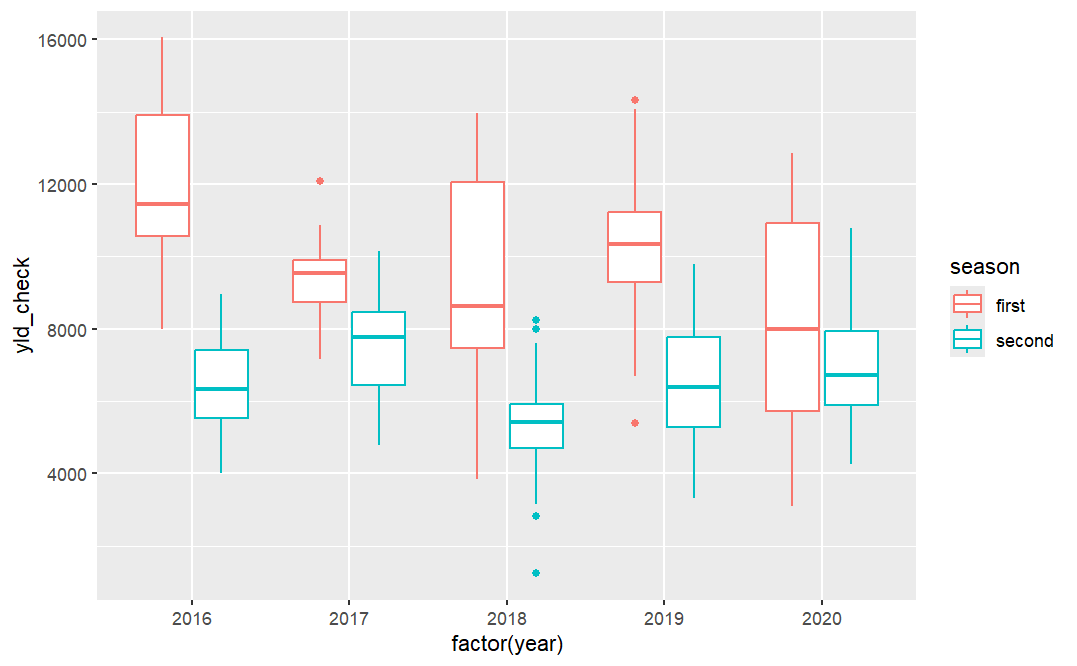 16000
12000
8000
4000
yld_check
2016 2017 2018 2019 2020
factor(year)
season
first
second